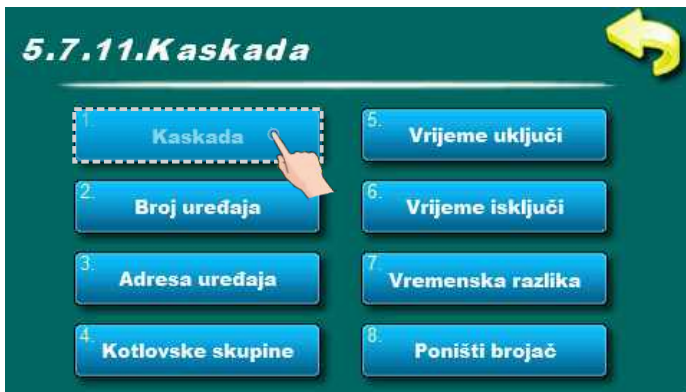 5.7.11.Kaskada
1. Kaskada
2. Broj uređaja
3. Adresa uređaja
4. Kotlovske skupine
5. Vrijeme uključi
6. Vrijeme isključi
7. Vremenska razlika
8. Poništi brojač